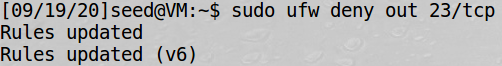 [09/19/20]seed@VM:~$ sudo ufw deny out 23/tcp
Rules updated
Rules updated (v6)